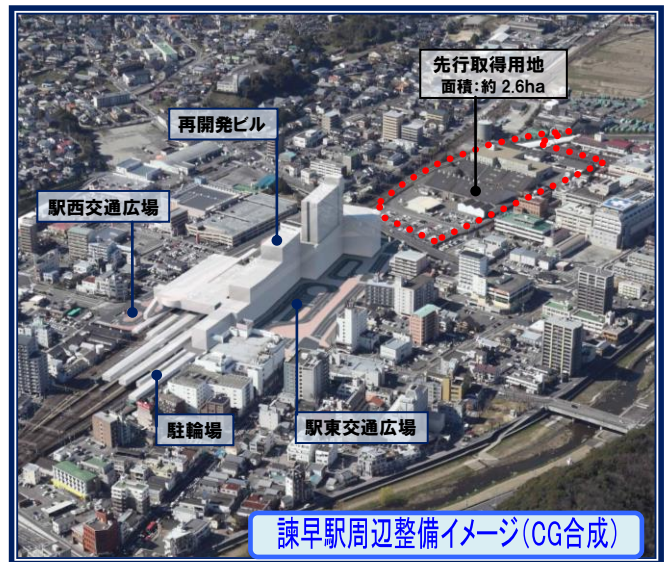 先行取得用地
面積:約 2.6ha
再開発ビル
駅西交通広場
駐輪場
駅東交通広場
諫早駅周辺整備イメージ(CG合成)